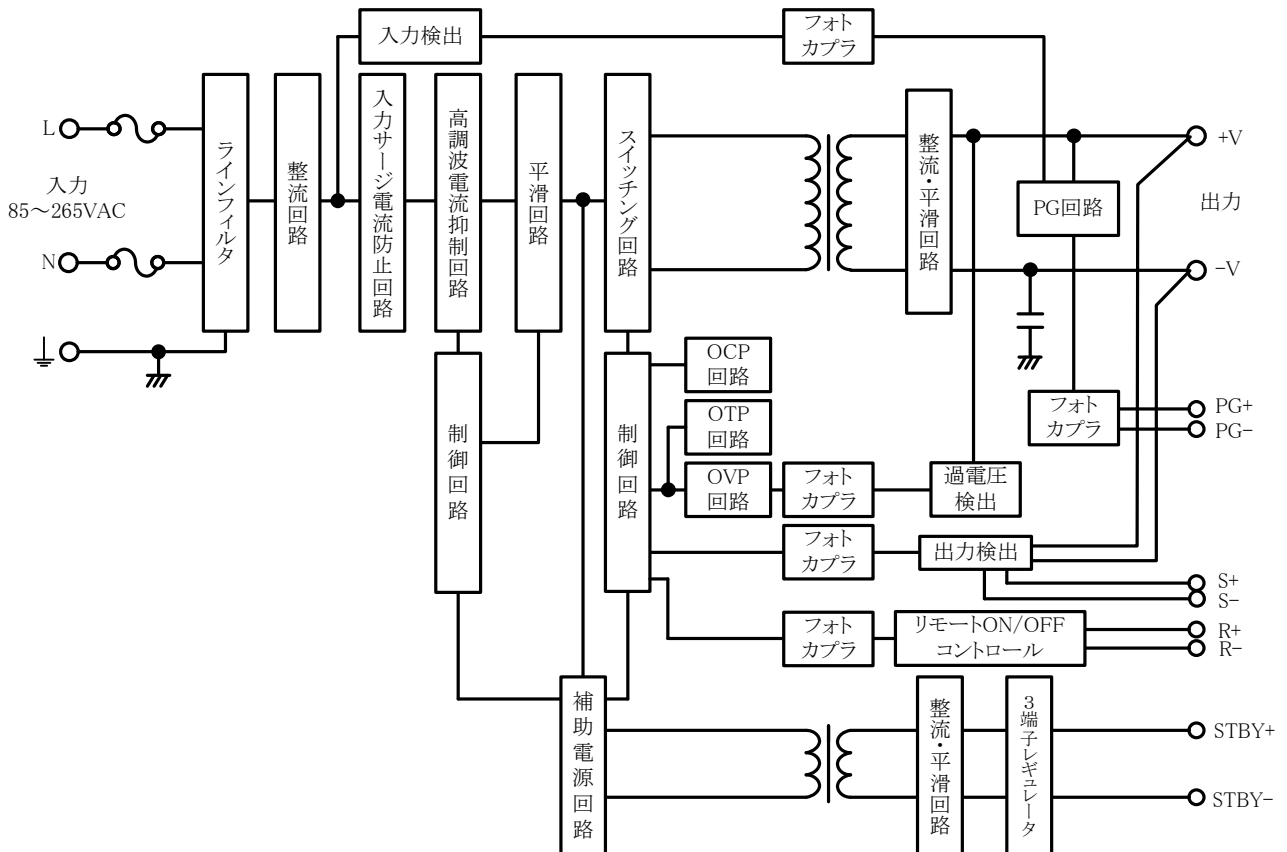 入力検出
フォト
カプラ
L
入力
85～265VAC
N
ラインフィルタ
整流回路
入力サージ電流防止回路
高調波電流抑制回路
平滑回路
スイッチング回路
整流・平滑回路
+V
PG回路
出力
-V
制御回路
制御回路
OCP
回路
OTP
回路
OVP
回路
フォト
カプラ
過電圧
検出
フォト
カプラ
PG+
PG-
フォト
カプラ
出力検出
S+
S-
フォト
カプラ
リモートON/OFF
コントロール
R+
R-
補助電源回路
整流・平滑回路
3端子レギュレータ
STBY+
STBY-